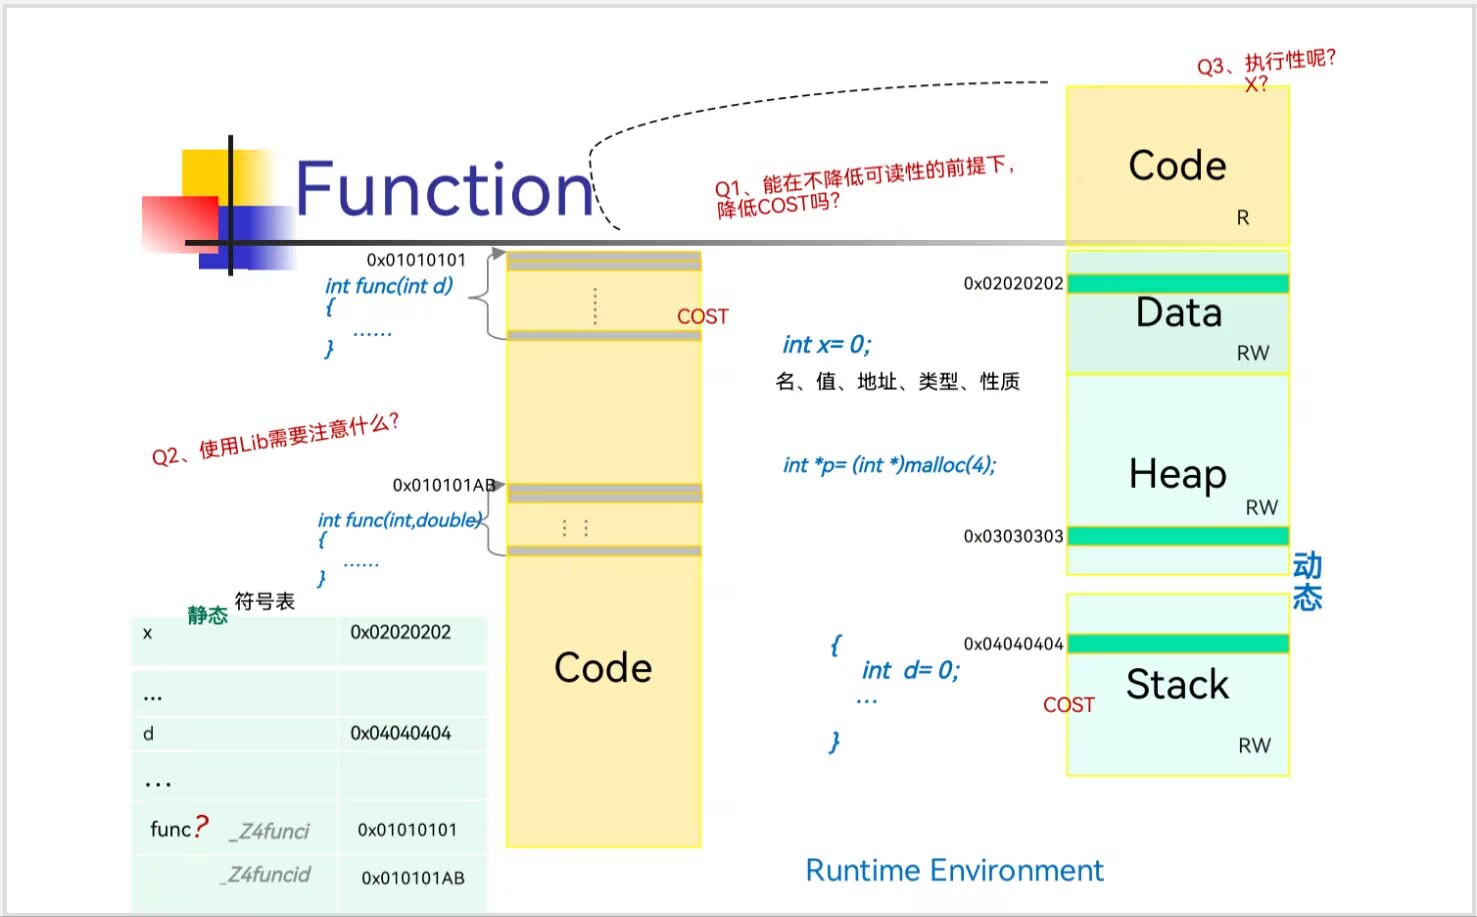 Q3、执行性呢?
X?
Function
Q1、能在不降低可读性的前提下，
降低COST吗?
Code
R
0x01010101
int func(int d)
{
......
}
COST
0x02020202
Data
RW
int x= 0;
名、值、地址、类型、性质
Q2、使用Lib需要注意什么?
int *p= (int *)malloc(4);
Heap
RW
0x010101AB
int func(int,double)
{
......
}
0x03030303
动
态
静态
符号表
x 0x02020202
...
d 0x04040404
...
func? _Z4funci 0x01010101
_Z4funcid 0x010101AB
Code
{
int d= 0;
...
}
0x04040404
Stack
COST
RW
Runtime Environment